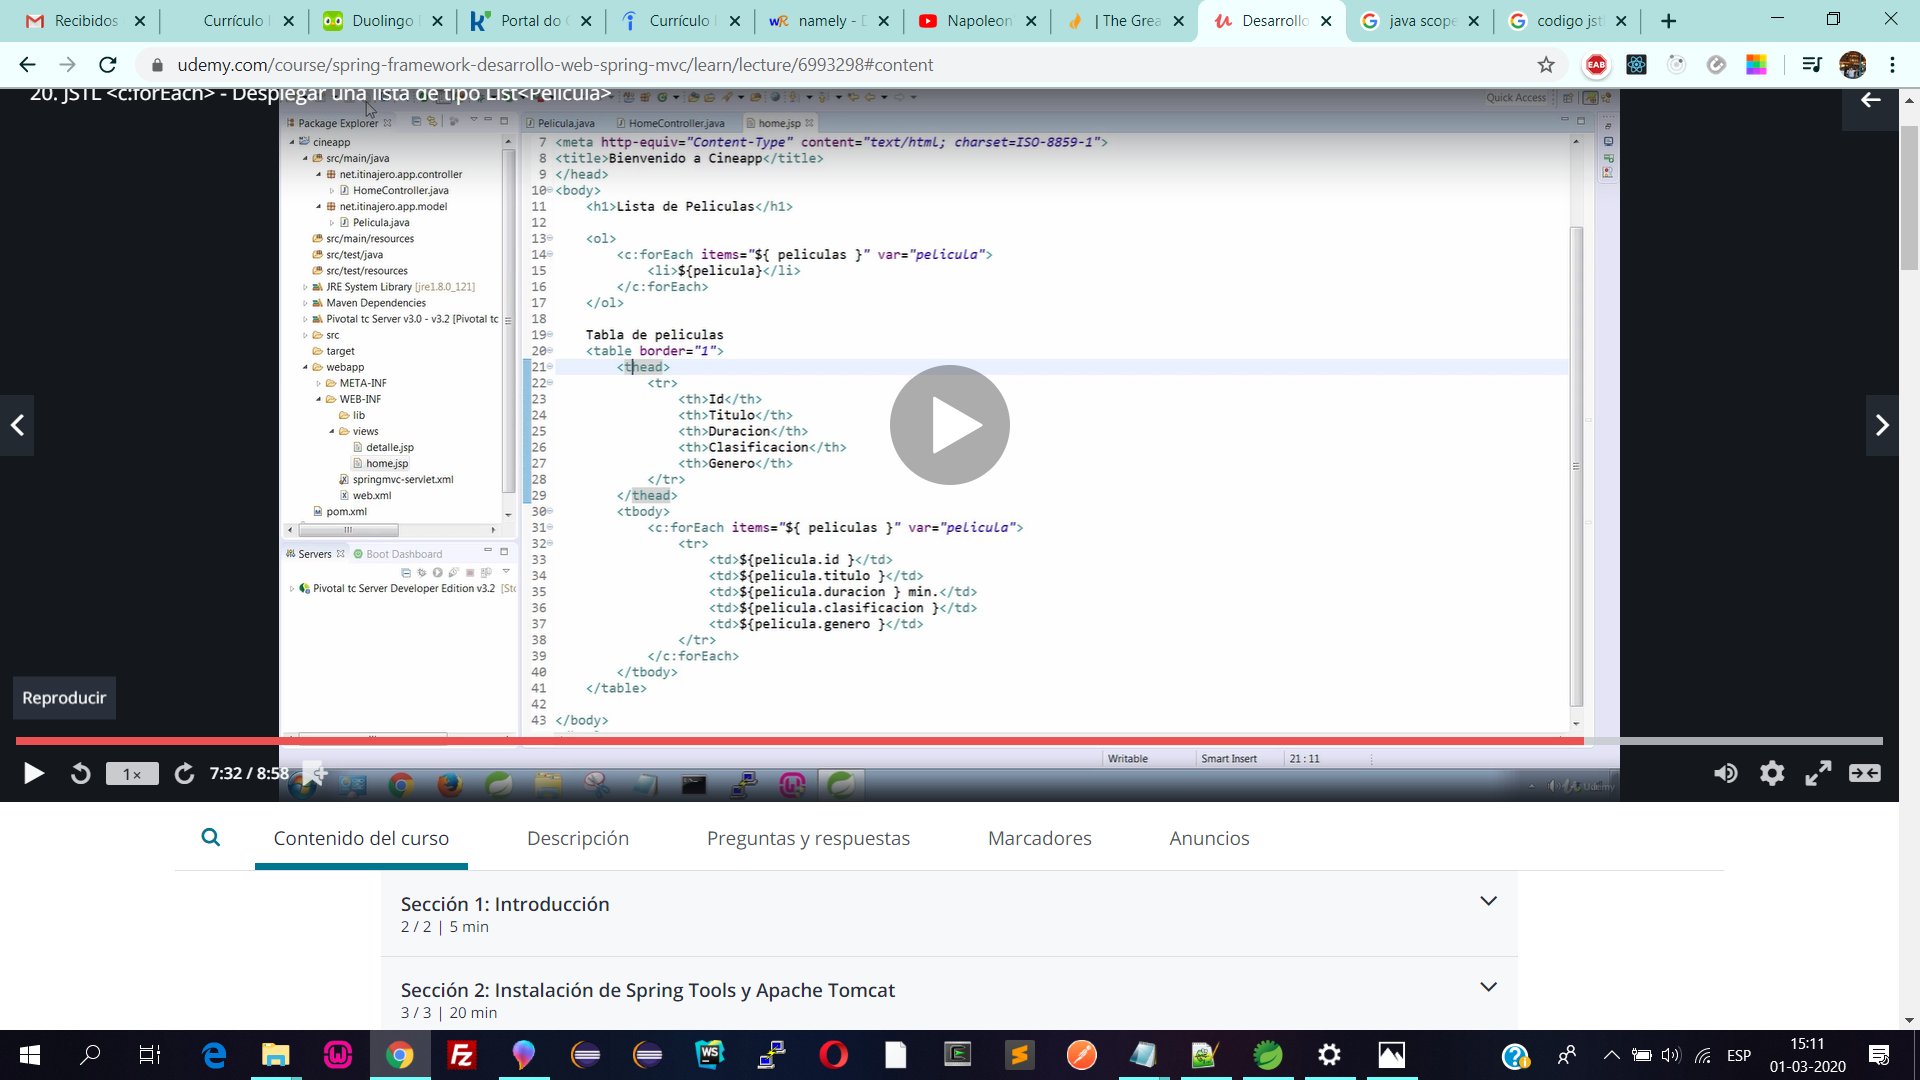 Recibidos
Currículo
Duolingo
Portal do
Currículo
namely - D
Napoleon
| The Grea
Desarrollo
java scope
codigo jst
udemy.com/course/spring-framework-desarrollo-web-spring-mvc/learn/lecture/6993298#content
20. JSTL <c:forEach> - Desplegar una lista de tipo List<Pelicula>
Quick Access
Package Explorer
Pelicula.java
HomeController.java
home.jsp
cineapp
src/main/java
net.itinajero.app.controller
HomeController.java
net.itinajero.app.model
Pelicula.java
src/main/resources
src/test/java
src/test/resources
JRE System Library [jre1.8.0_121]
Maven Dependencies
Pivotal tc Server v3.0 - v3.2 [Pivotal tc
src
target
webapp
META-INF
WEB-INF
lib
views
detalle.jsp
home.jsp
springmvc-servlet.xml
web.xml
pom.xml
Servers
Boot Dashboard
Pivotal tc Server Developer Edition v3.2 [Sto
7 <meta http-equiv="Content-Type" content="text/html; charset=ISO-8859-1">
8 <title>Bienvenido a Cineapp</title>
9 </head>
10 <body>
11 <h1>Lista de Peliculas</h1>
12
13 <ol>
14 <c:forEach items="${ peliculas }" var="pelicula">
15 <li>${pelicula}</li>
16 </c:forEach>
17 </ol>
18
19 Tabla de peliculas
20 <table border="1">
21 <thead>
22 <tr>
23 <th>Id</th>
24 <th>Titulo</th>
25 <th>Duracion</th>
26 <th>Clasificacion</th>
27 <th>Genero</th>
28 </tr>
29 </thead>
30 <tbody>
31 <c:forEach items="${ peliculas }" var="pelicula">
32 <tr>
33 <td>${pelicula.id }</td>
34 <td>${pelicula.titulo }</td>
35 <td>${pelicula.duracion } min.</td>
36 <td>${pelicula.clasificacion }</td>
37 <td>${pelicula.genero }</td>
38 </tr>
39 </c:forEach>
40 </tbody>
41 </table>
42
43 </body>
Writable
Smart Insert
21 : 11
Reproducir
1×
7:32 / 8:58
Udemy
Contenido del curso
Descripción
Preguntas y respuestas
Marcadores
Anuncios
Sección 1: Introducción
2 / 2 | 5 min
Sección 2: Instalación de Spring Tools y Apache Tomcat
3 / 3 | 20 min
ESP
15:11
01-03-2020